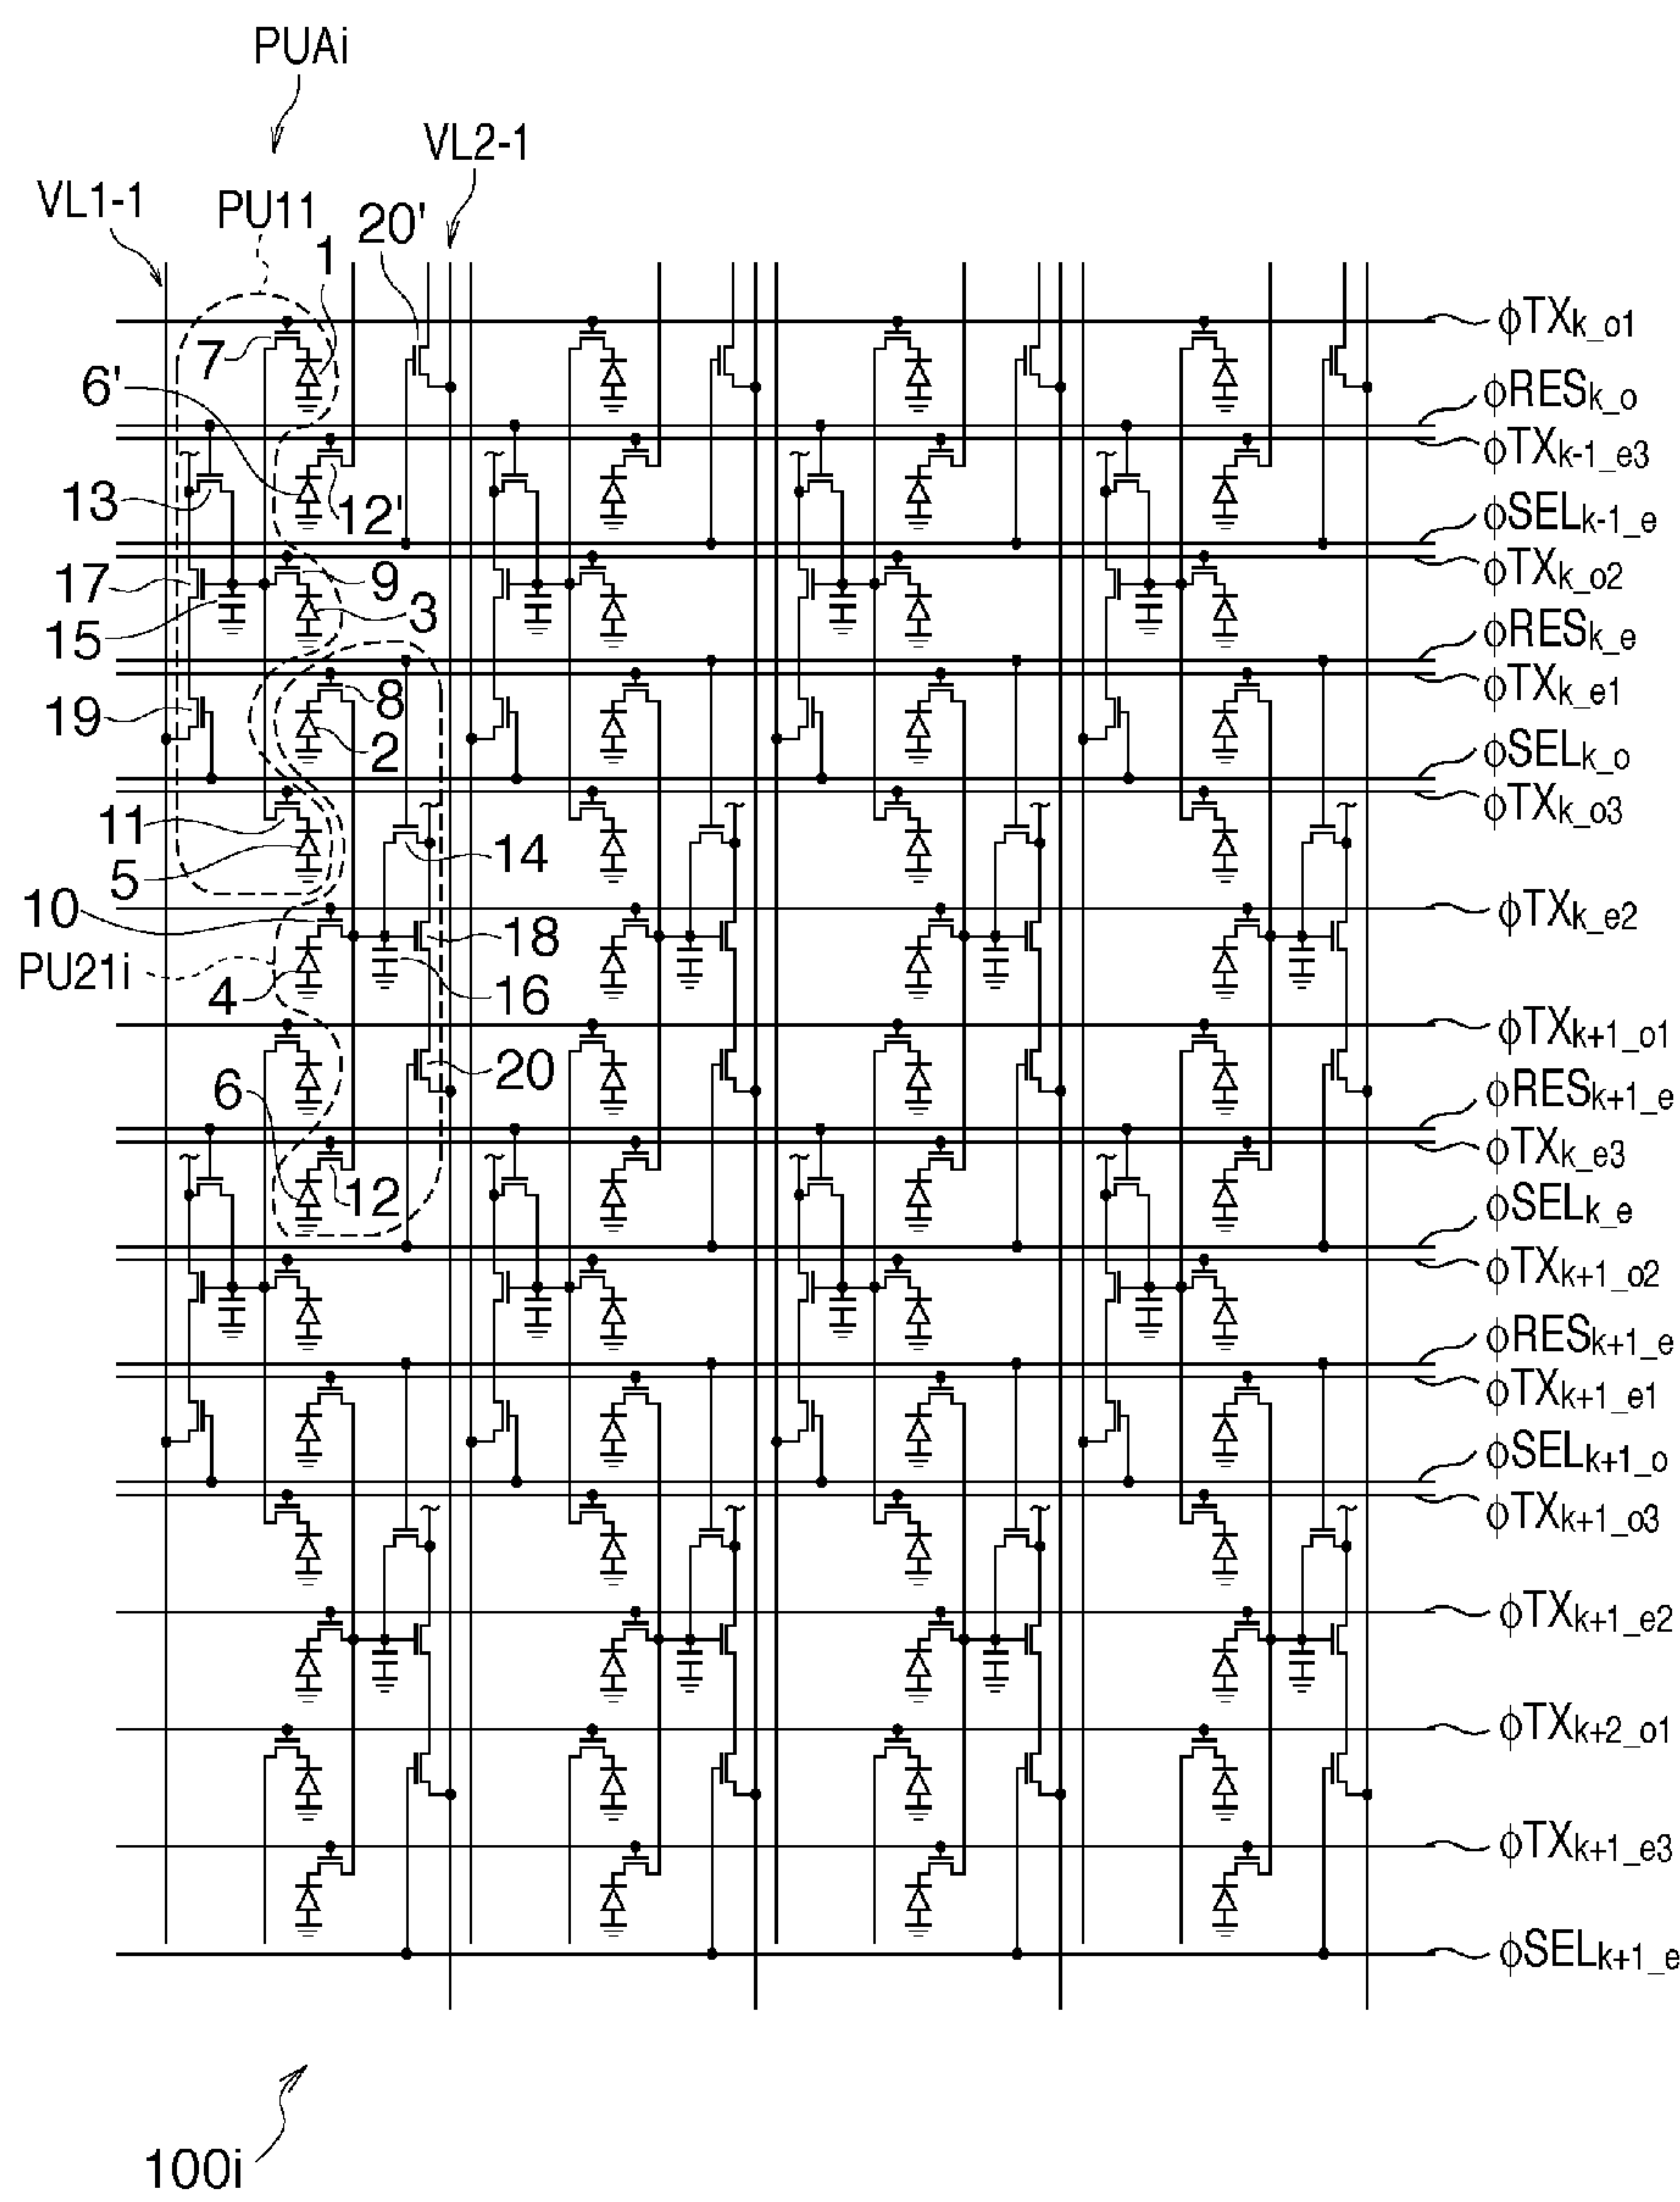 PUAi
VL2-1
VL1-1
PU11
20'
1
ϕTXk_o1
7
6'
ϕRESk_o
ϕTXk-1_e3
13
12'
ϕSELk-1_e
17
9
ϕTXk_o2
15
3
ϕRESk_e
8
ϕTXk_e1
19
2
ϕSELk_o
ϕTXk_o3
11
14
5
10
ϕTXk_e2
18
PU21i
4
16
ϕTXk+1_o1
20
6
ϕRESk+1_e
ϕTXk_e3
12
ϕSELk_e
ϕTXk+1_o2
ϕRESk+1_e
ϕTXk+1_e1
ϕSELk+1_o
ϕTXk+1_o3
ϕTXk+1_e2
ϕTXk+2_o1
ϕTXk+1_e3
ϕSELk+1_e
100i